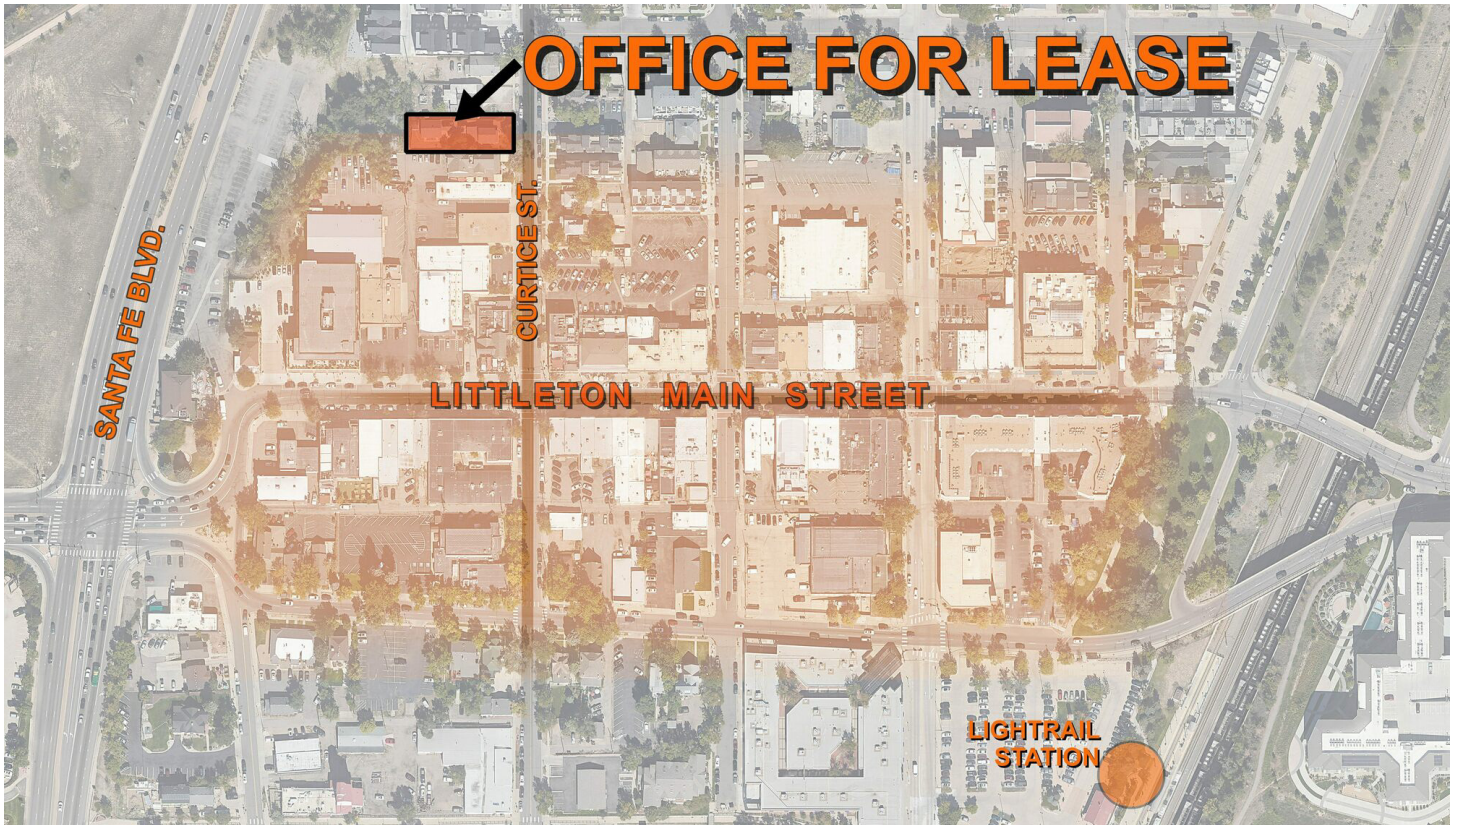 OFFICE FOR LEASE
CURTICE ST.
SANTA FE BLVD.
LITTLETON MAIN STREET
LIGHTRAIL
STATION